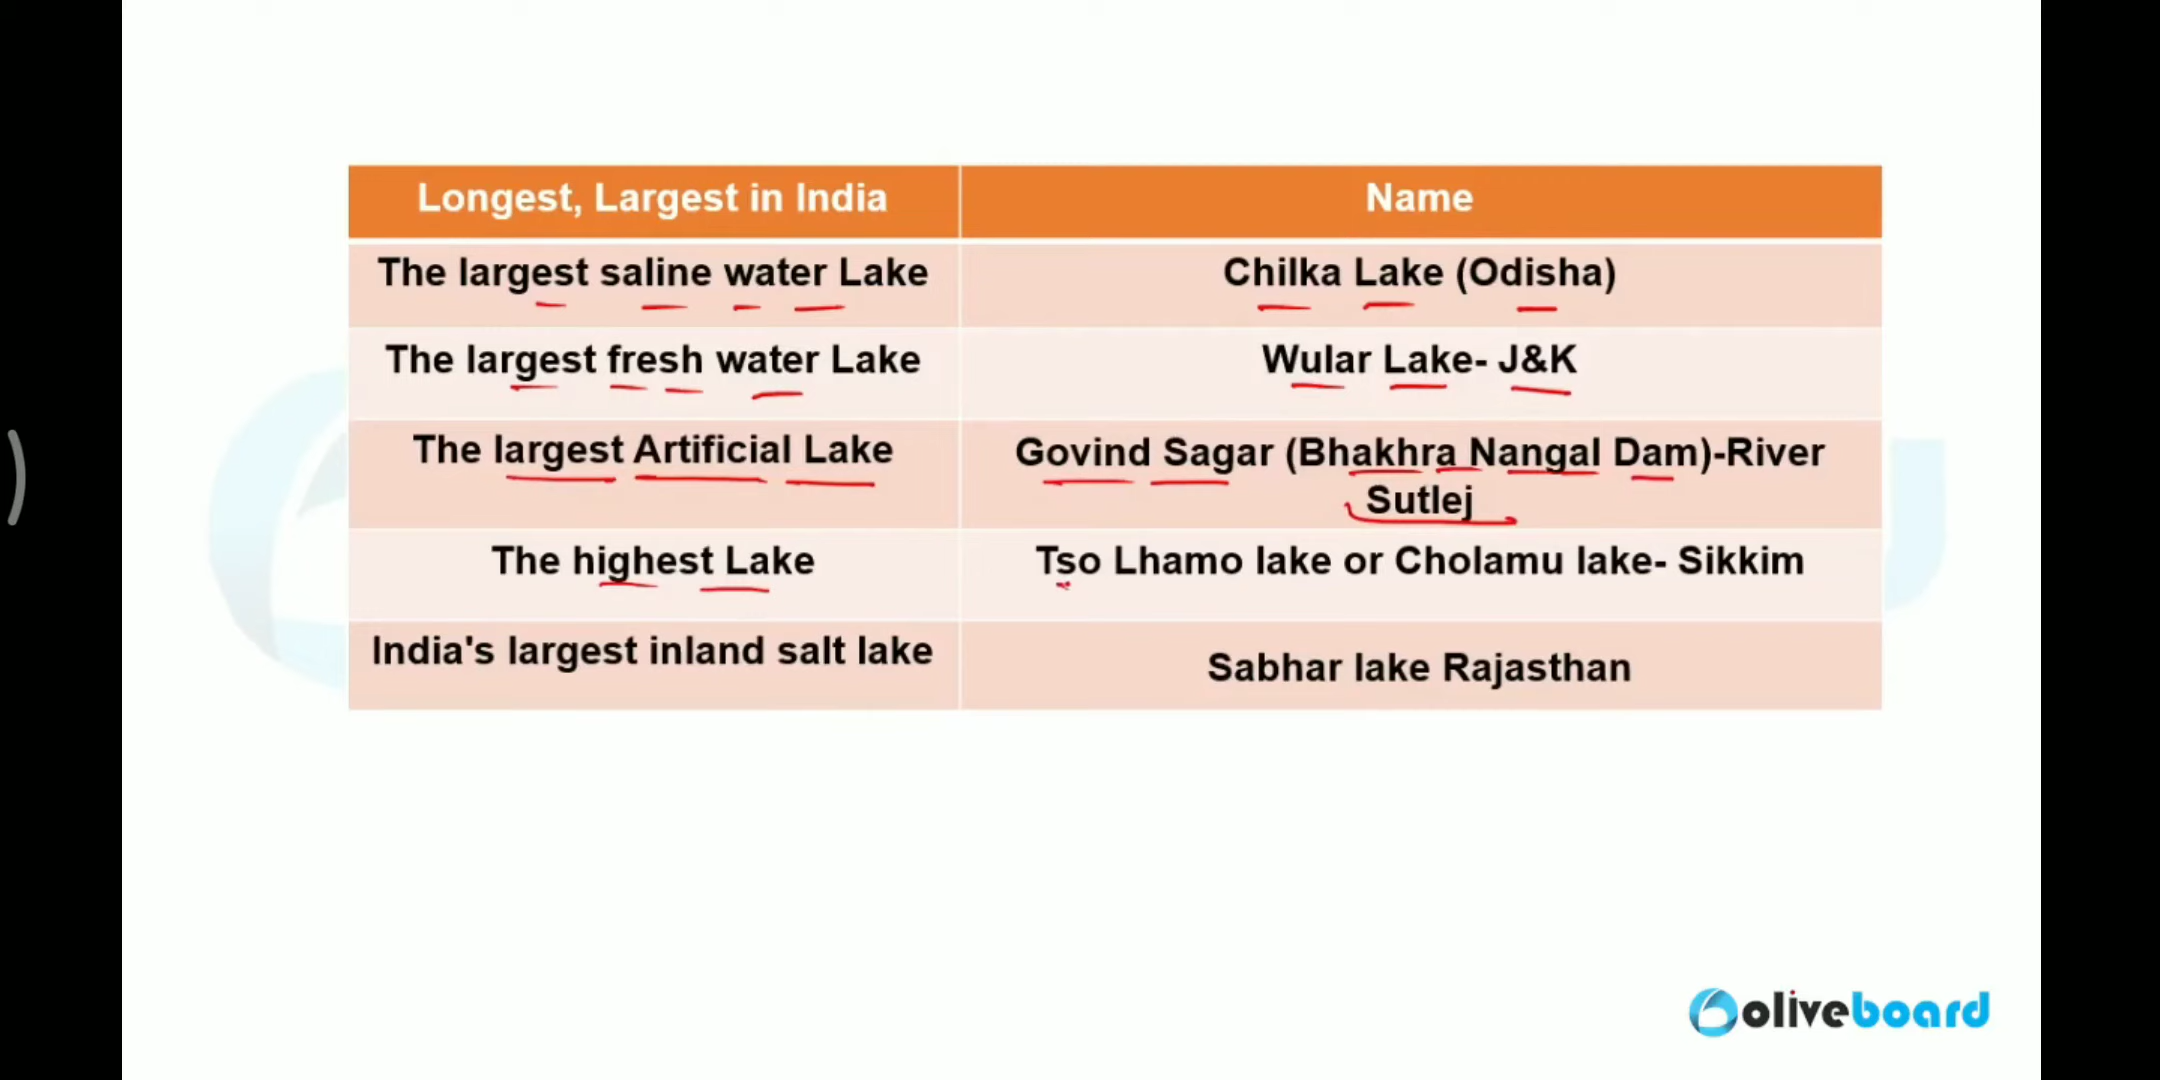 Longest, Largest in India
Name
The largest saline water Lake
Chilka Lake (Odisha)
The largest fresh water Lake
Wular Lake- J&K
The largest Artificial Lake
Govind Sagar (Bhakhra Nangal Dam)-River
Sutlej
The highest Lake
Tso Lhamo lake or Cholamu lake- Sikkim
India's largest inland salt lake
Sabhar lake Rajasthan
oliveboard